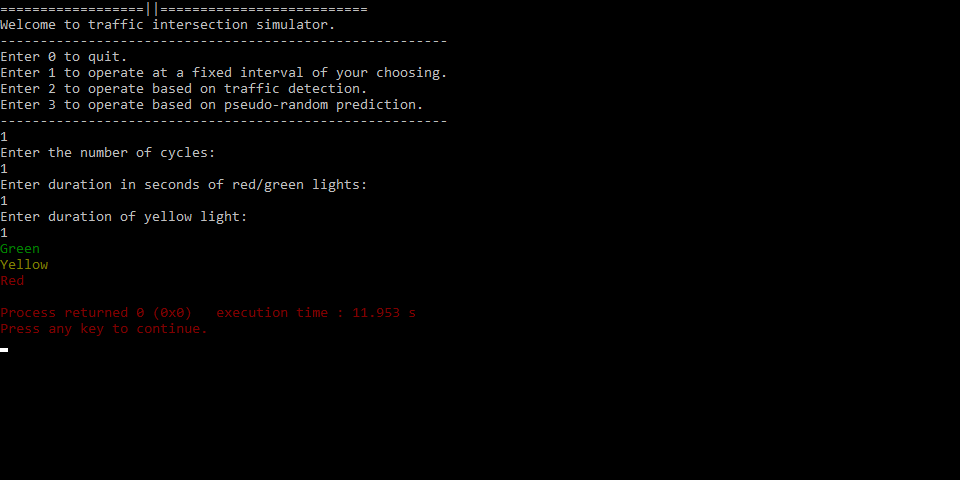 ==================||==========================
Welcome to traffic intersection simulator.
--------------------------------------------------------
Enter 0 to quit.
Enter 1 to operate at a fixed interval of your choosing.
Enter 2 to operate based on traffic detection.
Enter 3 to operate based on pseudo-random prediction.
--------------------------------------------------------
1
Enter the number of cycles:
1
Enter duration in seconds of red/green lights:
1
Enter duration of yellow light:
1
Green
Yellow
Red
Process returned 0 (0x0)   execution time : 11.953 s
Press any key to continue.